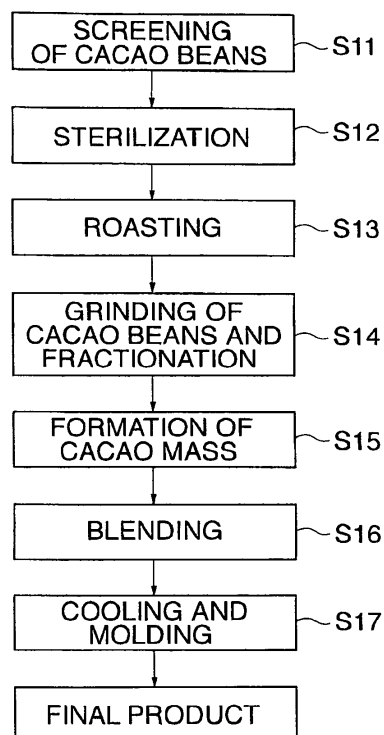 SCREENING
OF CACAO BEANS
S11
STERILIZATION
S12
ROASTING
S13
GRINDING OF
CACAO BEANS AND
FRACTIONATION
S14
FORMATION OF
CACAO MASS
S15
BLENDING
S16
COOLING AND
MOLDING
S17
FINAL PRODUCT